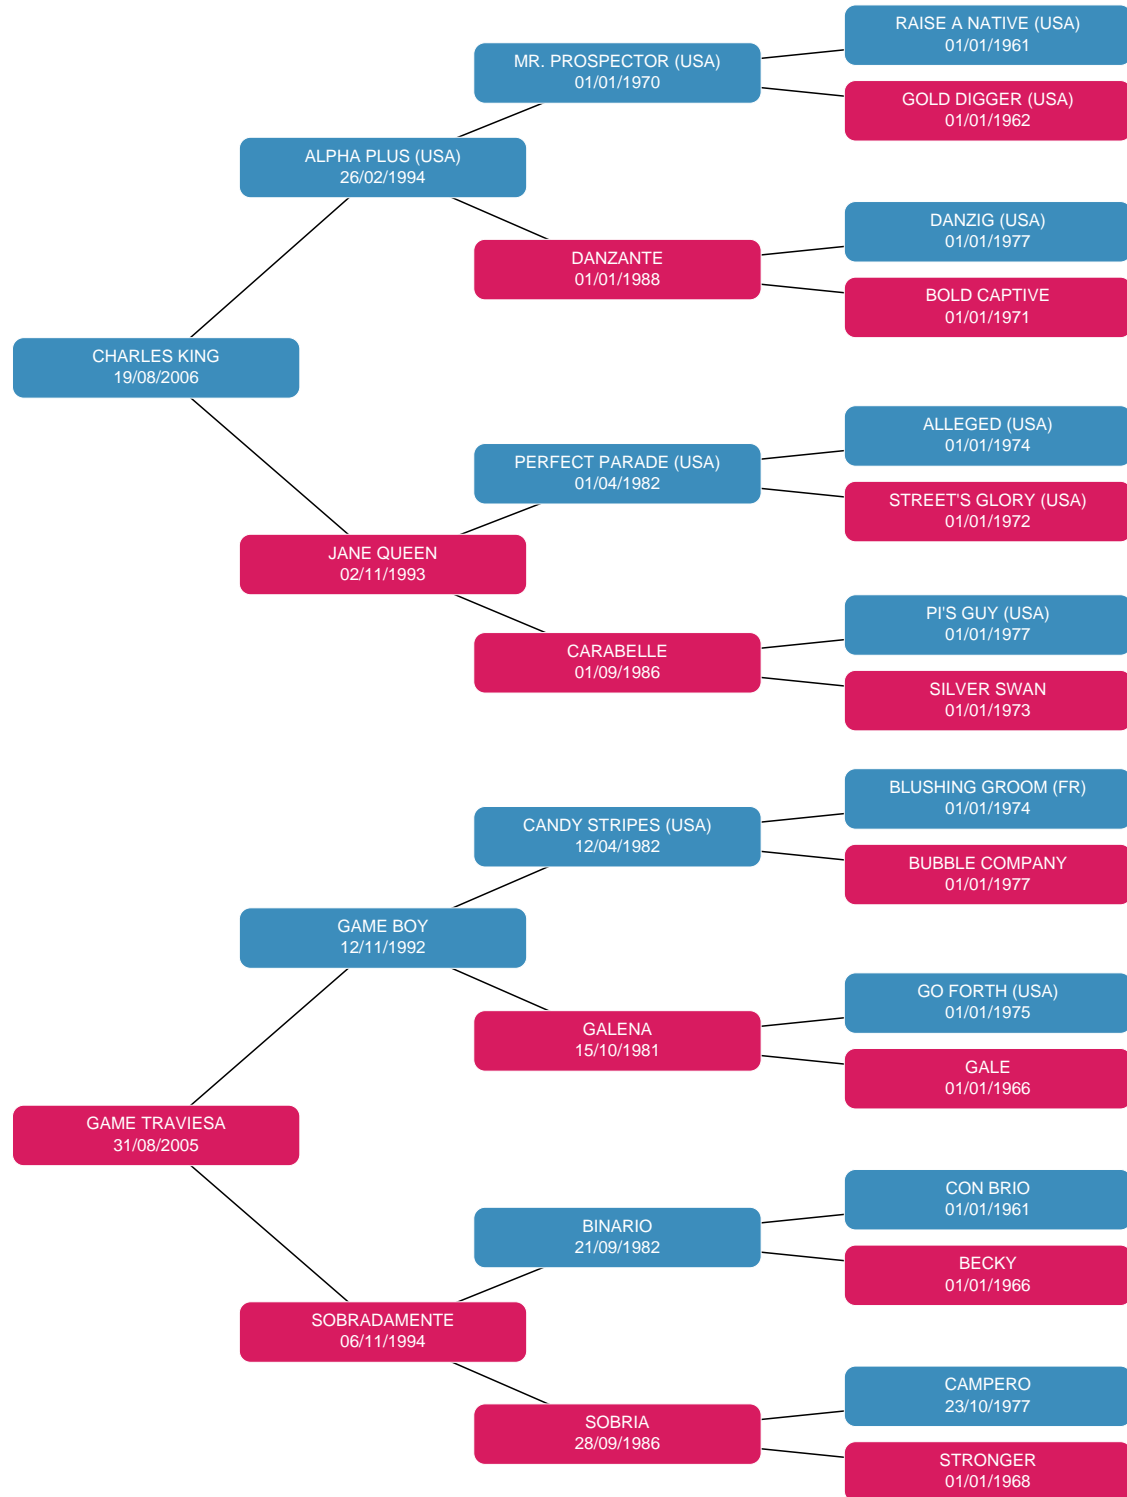 RAISE A NATIVE (USA)
01/01/1961
MR. PROSPECTOR (USA)
01/01/1970
GOLD DIGGER (USA)
01/01/1962
ALPHA PLUS (USA)
26/02/1994
DANZIG (USA)
01/01/1977
DANZANTE
01/01/1988
BOLD CAPTIVE
01/01/1971
CHARLES KING
19/08/2006
ALLEGED (USA)
01/01/1974
PERFECT PARADE (USA)
01/04/1982
STREET'S GLORY (USA)
01/01/1972
JANE QUEEN
02/11/1993
PI'S GUY (USA)
01/01/1977
CARABELLE
01/09/1986
SILVER SWAN
01/01/1973
BLUSHING GROOM (FR)
01/01/1974
CANDY STRIPES (USA)
12/04/1982
BUBBLE COMPANY
01/01/1977
GAME BOY
12/11/1992
GO FORTH (USA)
01/01/1975
GALENA
15/10/1981
GALE
01/01/1966
GAME TRAVIESA
31/08/2005
CON BRIO
01/01/1961
BINARIO
21/09/1982
BECKY
01/01/1966
SOBRADAMENTE
06/11/1994
CAMPERO
23/10/1977
SOBRIA
28/09/1986
STRONGER
01/01/1968